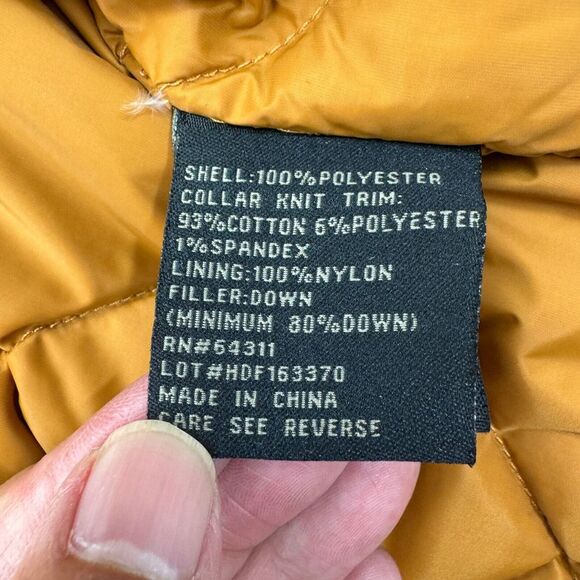 SHELL:100%POLYESTER
COLLAR KNIT TRIM:
93%COTTON 6%POLYESTER
1%SPANDEX
LINING:100%NYLON
FILLER:DOWN
(MINIMUM 80%DOWN)
RN#64311
LOT#HDF163370
MADE IN CHINA
CARE SEE REVERSE